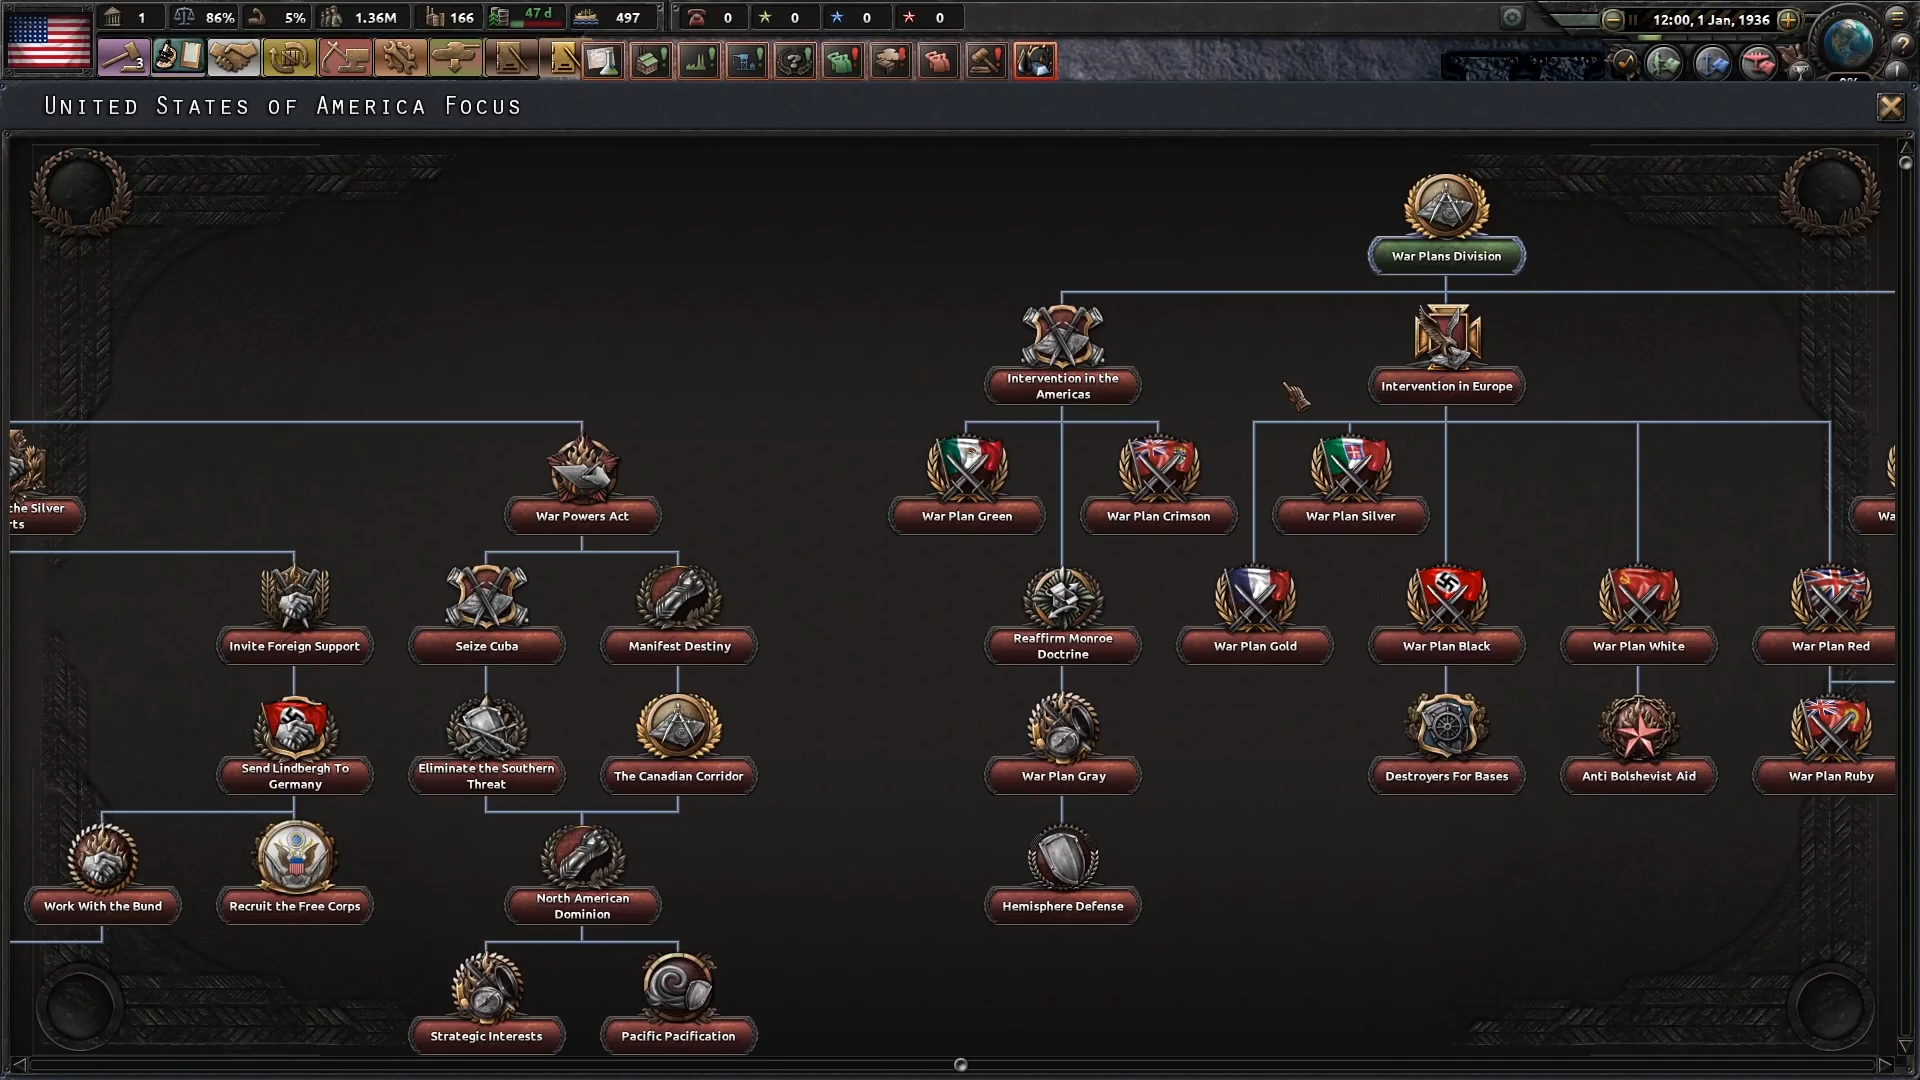 1
86%
5%
1.36M
166
47 d
497
0
0
0
0
12:00, 1 Jan, 1936
3
United States of America Focus
War Plans Division
Intervention in the
Americas
Intervention in Europe
the Silver
War Powers Act
War Plan Green
War Plan Crimson
War Plan Silver
Invite Foreign Support
Seize Cuba
Manifest Destiny
Reaffirm Monroe
Doctrine
War Plan Gold
War Plan Black
War Plan White
War Plan Red
Send Lindbergh To
Germany
Eliminate the Southern
Threat
The Canadian Corridor
War Plan Gray
Destroyers For Bases
Anti Bolshevist Aid
War Plan Ruby
Work With the Bund
Recruit the Free Corps
North American
Dominion
Hemisphere Defense
Strategic Interests
Pacific Pacification